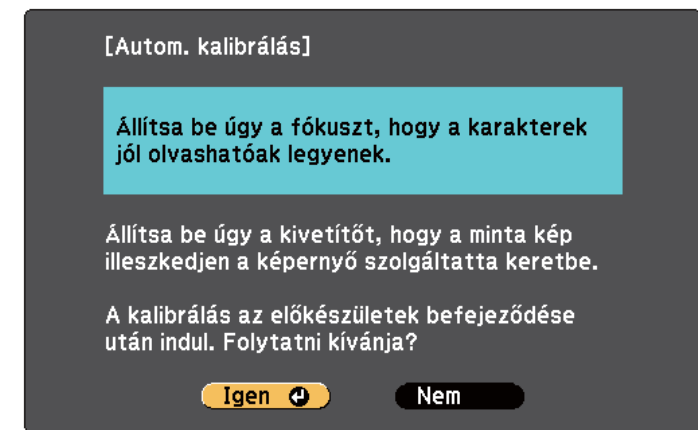 [Autom. kalibrálás]
Állítsa be úgy a fókuszt, hogy a karakterek
jól olvashatóak legyenek.
Állítsa be úgy a kivetítőt, hogy a minta kép
illeszkedjen a képernyő szolgáltatta keretbe.
A kalibrálás az előkészületek befejeződése
után indul. Folytatni kívánja?
Igen Nem